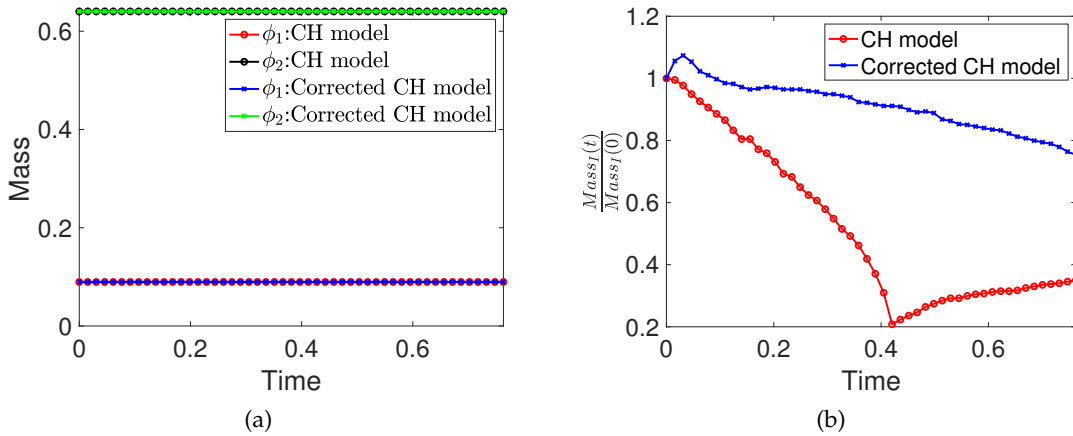 0.6
0.4
0.2
0
Mass
0
0.2
0.4
0.6
Time
ϕ₁:CH model
ϕ₂:CH model
ϕ₁:Corrected CH model
ϕ₂:Corrected CH model
(a)
1.2
1
0.8
0.6
0.4
0.2
Mass_I(t)
Mass_I(0)
0
0.2
0.4
0.6
Time
CH model
Corrected CH model
(b)